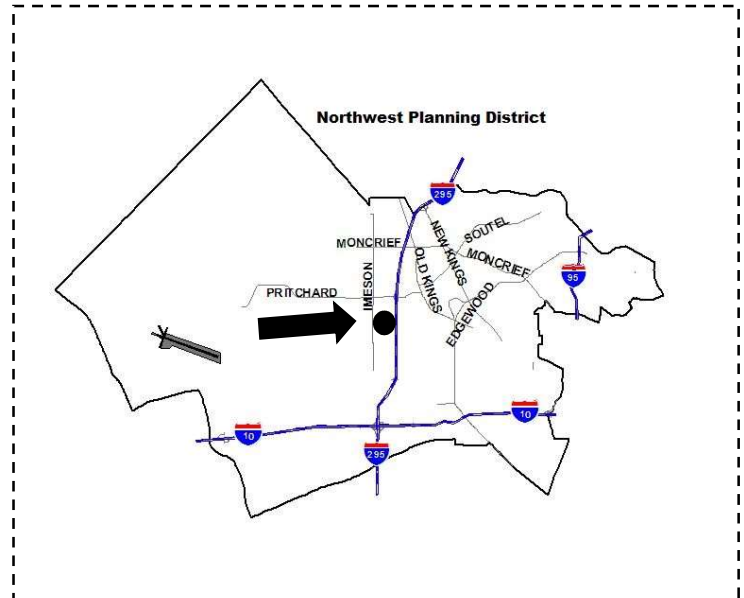 Northwest Planning District
295
SOUTEL
NEW KINGS
MONCRIEF
OLD KINGS
MONCRIEF
95
IMESON
PRITCHARD
EDGEWOOD
10
10
295